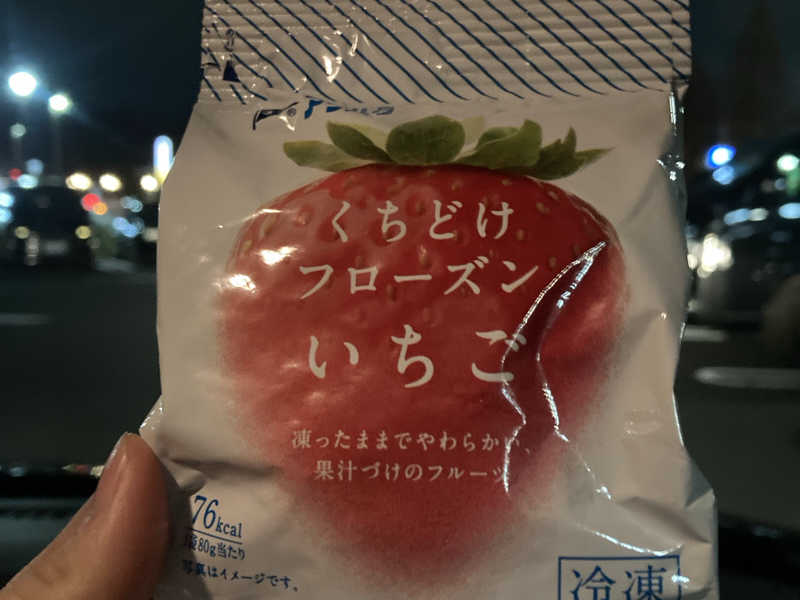 くちどけ
フローズン
いちご
凍ったままでやわらかい、
果汁づけのフルーツ
76kcal
1袋80g当たり
写真はイメージです。
冷凍